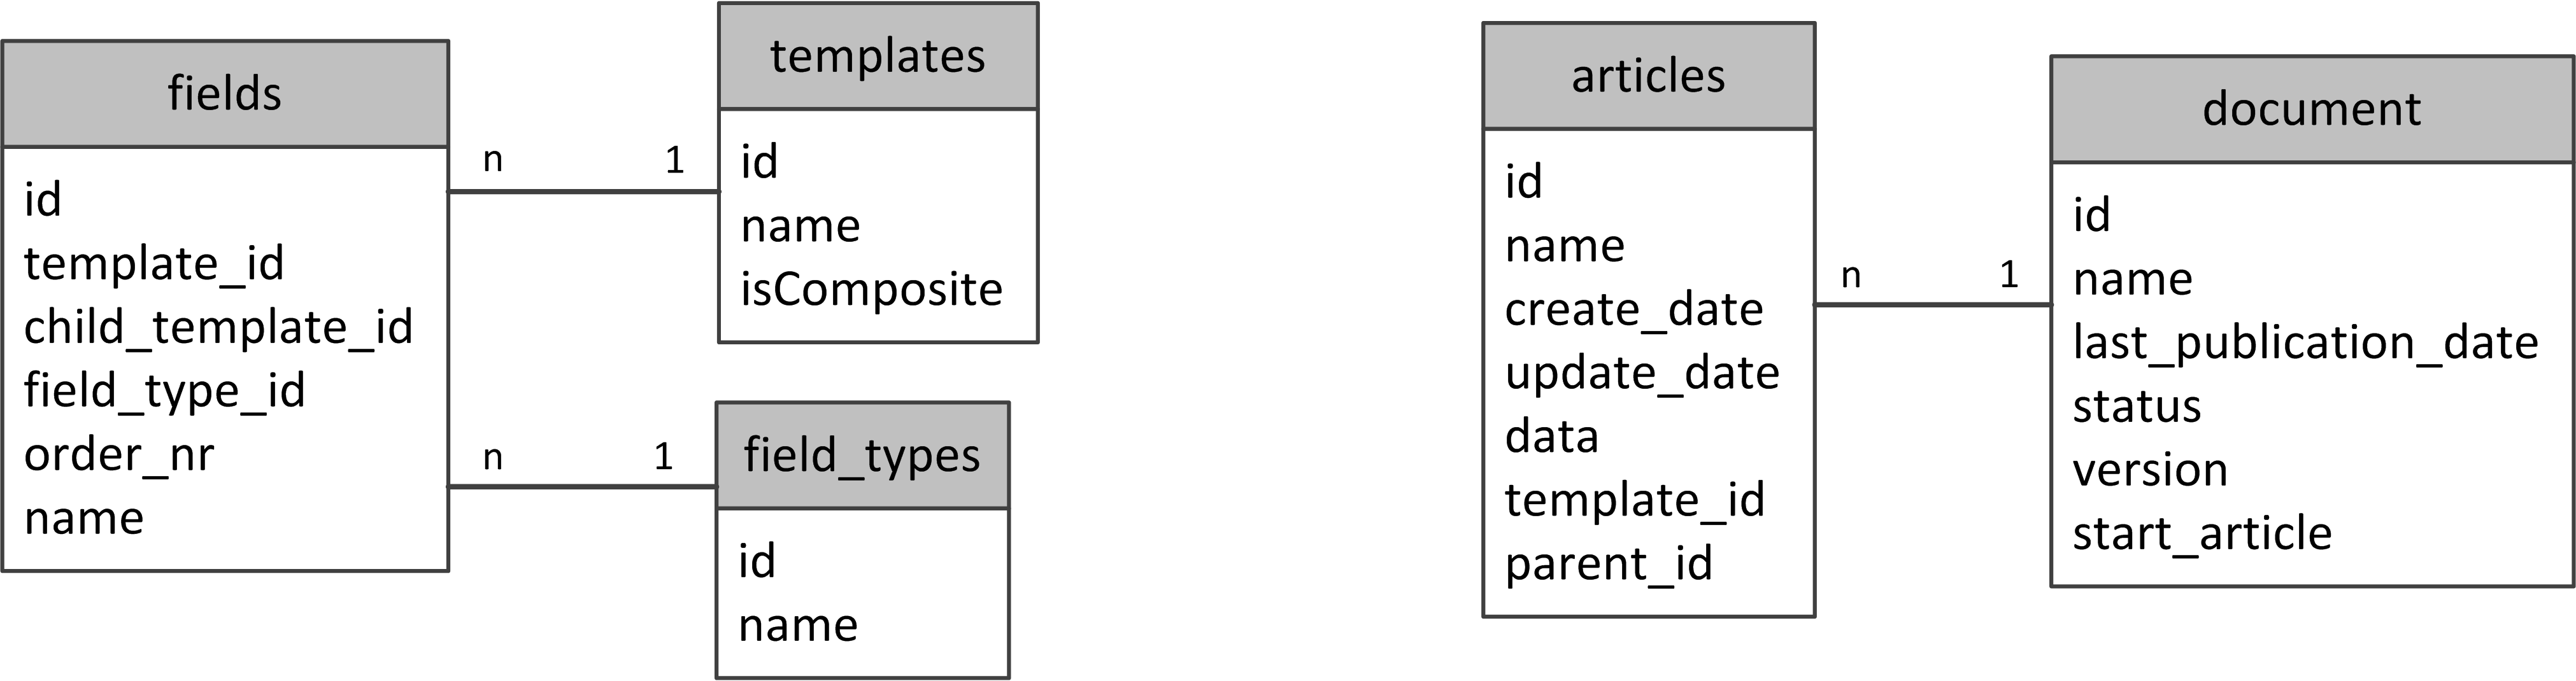 fields
id
template_id
child_template_id
field_type_id
order_nr
name
n
1
templates
id
name
isComposite
n
1
field_types
id
name
articles
id
name
create_date
update_date
data
template_id
parent_id
n
1
document
id
name
last_publication_date
status
version
start_article